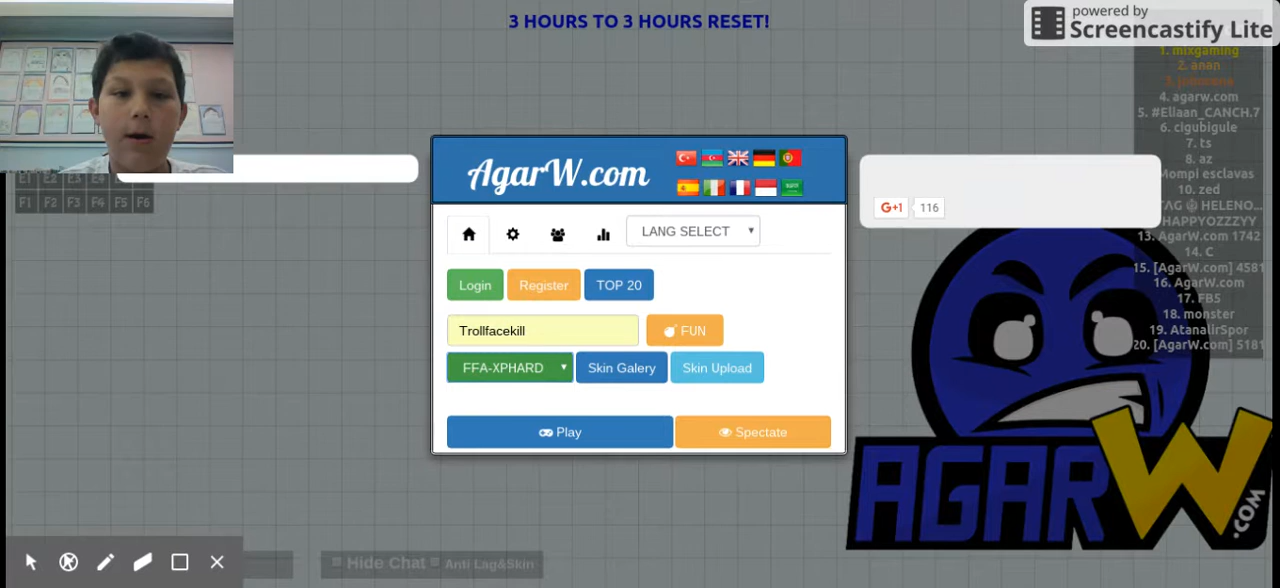 3 HOURS TO 3 HOURS RESET!
powered by
Screencastify Lite
1. mixgaming
2. anan
4. agarw.com
5. #Eliaan_CANCH.7
6. cigubigule
7. ts
8. az
Mompi esclavas
10. zed
HELENO...
HAPPYOZZZYY
13. AgarW.com 1742
14. C
15. [AgarW.com] 4581
16. AgarW.com
17. FB5
18. monster
19. AtanalirSpor
20. [AgarW.com] 5181
E1 E2 E3 E4
F1 F2 F3 F4 F5 F6
AgarW.com
G+1 116
LANG SELECT
Login Register TOP 20
Trollfacekill FUN
FFA-XPHARD Skin Galery Skin Upload
Play Spectate
AGARW
.COM
Hide Chat Anti Lag&Skin